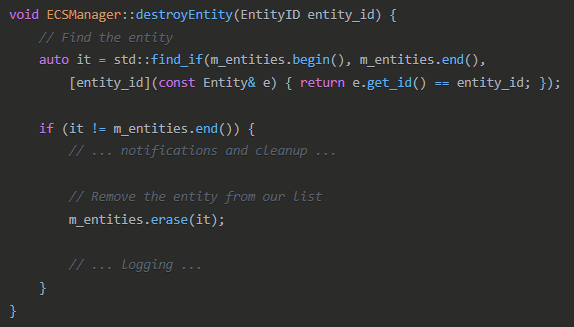 void ECSManager::destroyEntity(EntityID entity_id) {
    // Find the entity
    auto it = std::find_if(m_entities.begin(), m_entities.end(),
        [entity_id](const Entity& e) { return e.get_id() == entity_id; });

    if (it != m_entities.end()) {
        // ... notifications and cleanup ...

        // Remove the entity from our list
        m_entities.erase(it);

        // ... logging ...
    }
}